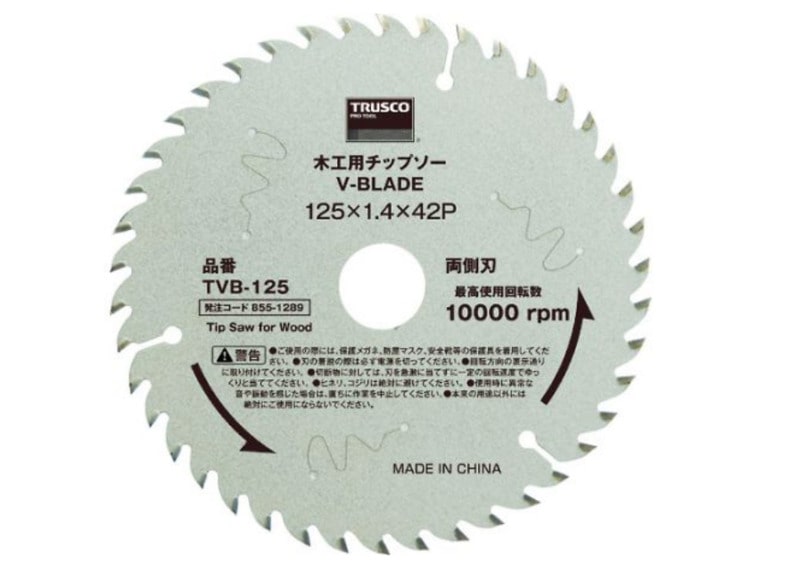 TRUSCO
PRO TOOL
木工用チップソー
V-BLADE
125×1.4×42P
品番
TVB-125
発注コード 855-1289
Tip Saw for Wood
両側刃
最高使用回転数
10000 rpm
警告 ●ご使用の際には、保護メガネ、防塵マスク、安全靴等の保護具を着用してくだ
さい。●刃の着脱の際は必ず電源を切ってください。●回転方向の表示通り
に取り付けてください。●切断物に対しては、刃を急激に当てずに一定の回転速度でゆっ
くりと当ててください。●ヒネリ、コジリは絶対に避けてください。●使用時に異常な
音や振動を感じた場合は、直ちに作業を中止してください。●本来の用途以外には
絶対にご使用にならないでください。
MADE IN CHINA